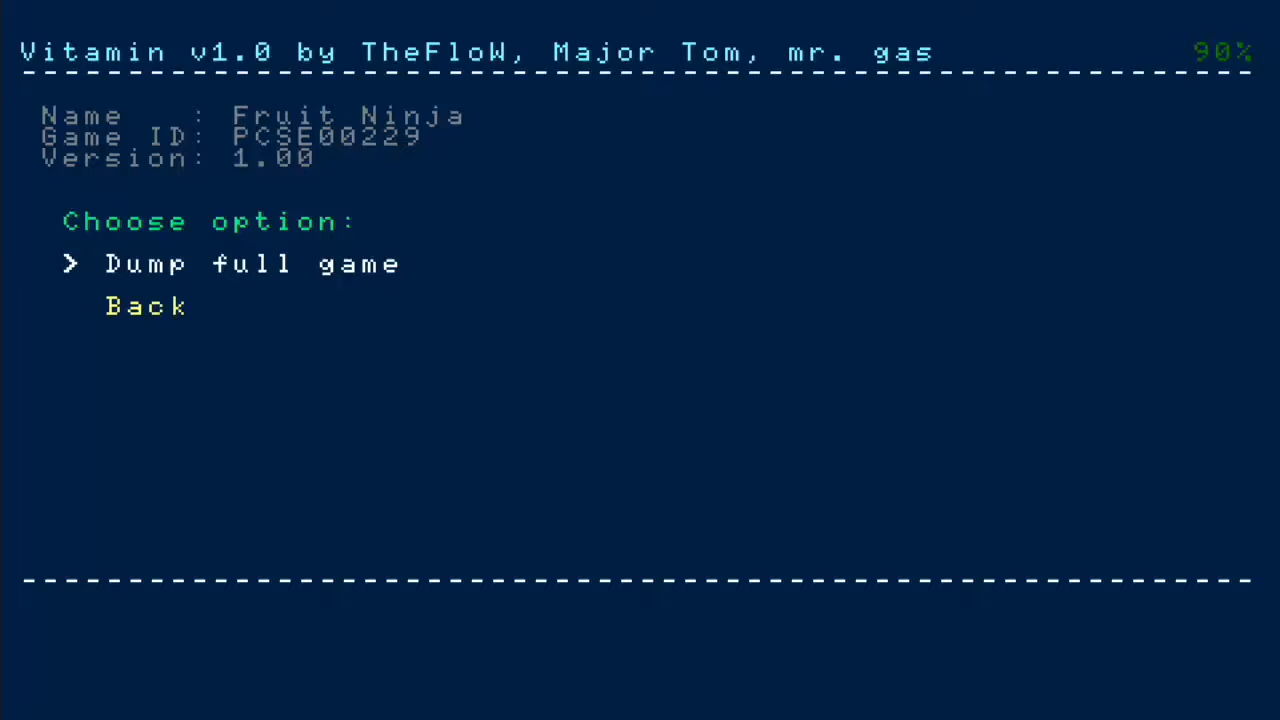 Vitamin v1.0 by TheFloW, Major Tom, mr. gas 90%
----------------------------------------------------------
Name   : Fruit Ninja
Game ID: PCSE00229
Version: 1.00
Choose option:
> Dump full game
Back
----------------------------------------------------------